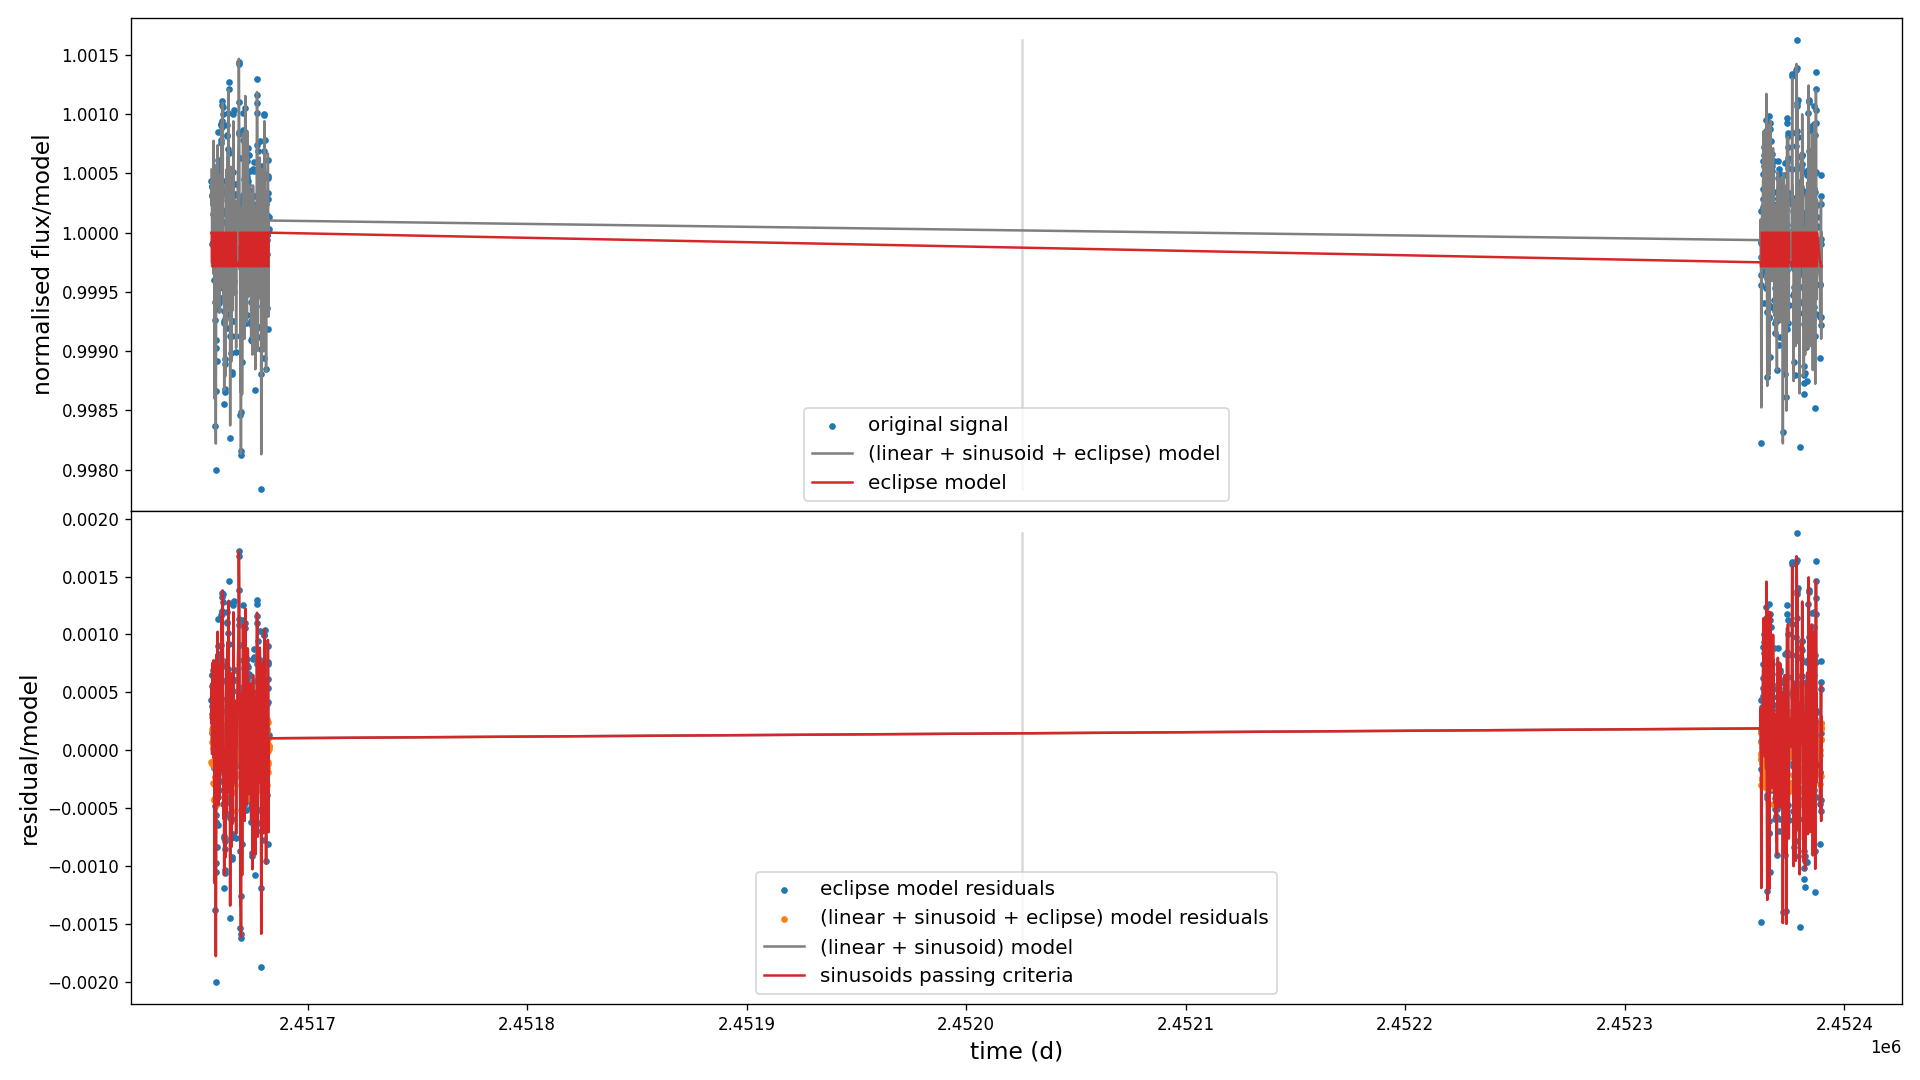 1.0015
1.0010
1.0005
1.0000
0.9995
0.9990
0.9985
0.9980
normalised flux/model
original signal
(linear + sinusoid + eclipse) model
eclipse model
0.0020
0.0015
0.0010
0.0005
0.0000
−0.0005
−0.0010
−0.0015
−0.0020
residual/model
eclipse model residuals
(linear + sinusoid + eclipse) model residuals
(linear + sinusoid) model
sinusoids passing criteria
2.4517 2.4518 2.4519 2.4520 2.4521 2.4522 2.4523 2.4524
1e6
time (d)